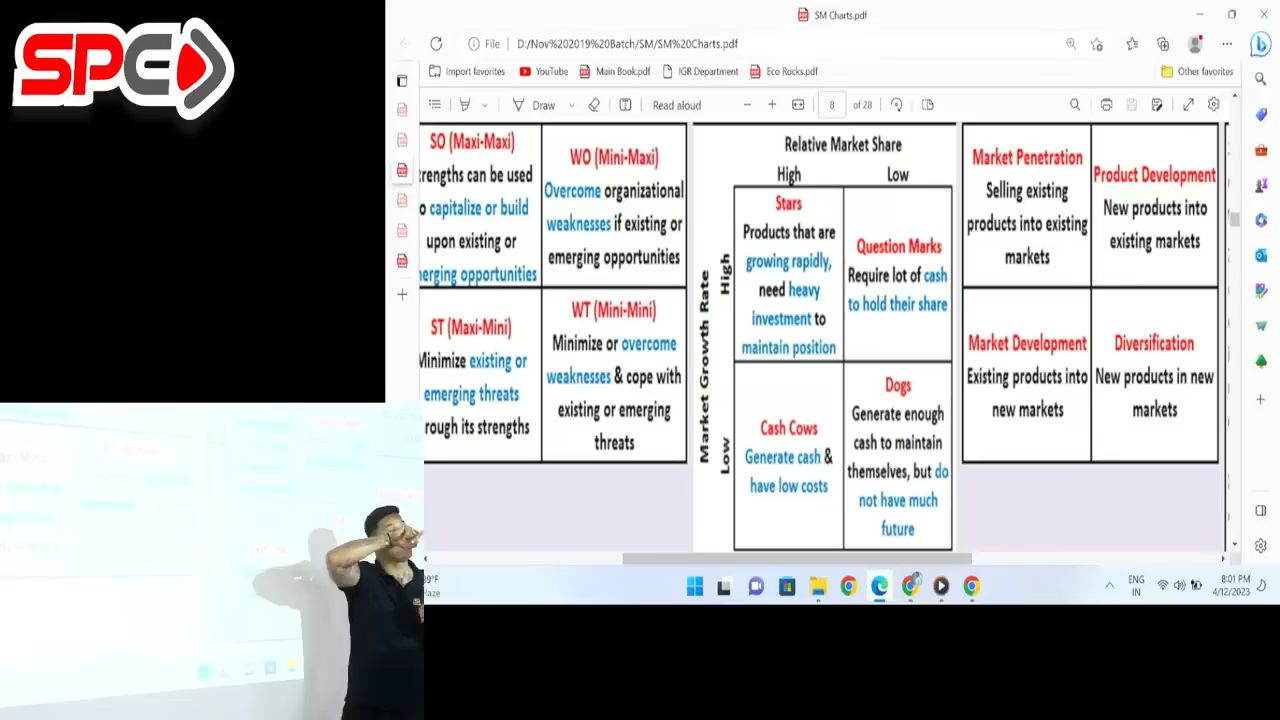 SPED
SM Charts.pdf
File
D:/Nov%202019%20Batch/SM/SM%20Charts.pdf
Import favorites
YouTube
Main Book.pdf
IGR Department
Eco Rocks.pdf
Other favorites
Draw
Read aloud
8
of 28
SO (Maxi-Maxi)
trengths can be used
o capitalize or build
upon existing or
merging opportunities
WO (Mini-Maxi)
Overcome organizational
weaknesses if existing or
emerging opportunities
ST (Maxi-Mini)
Minimize existing or
emerging threats
rough its strengths
WT (Mini-Mini)
Minimize or overcome
weaknesses & cope with
existing or emerging
threats
Relative Market Share
High
Low
Market Growth Rate
High
Low
Stars
Products that are
growing rapidly,
need heavy
investment to
maintain position
Question Marks
Require lot of cash
to hold their share
Cash Cows
Generate cash &
have low costs
Dogs
Generate enough
cash to maintain
themselves, but do
not have much
future
Market Penetration
Selling existing
products into existing
markets
Product Development
New products into
existing markets
Market Development
Existing products into
new markets
Diversification
New products in new
markets
39°F
Haze
ENG
IN
8:01 PM
4/12/2023